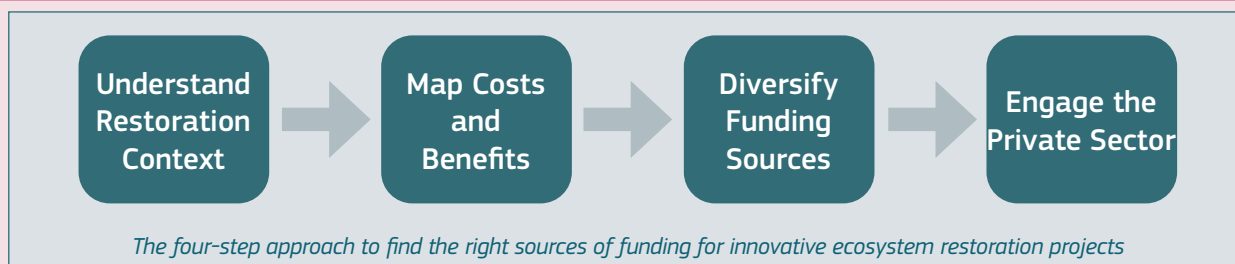 Understand
Restoration
Context
Map Costs
and
Benefits
Diversify
Funding
Sources
Engage the
Private Sector
The four-step approach to find the right sources of funding for innovative ecosystem restoration projects